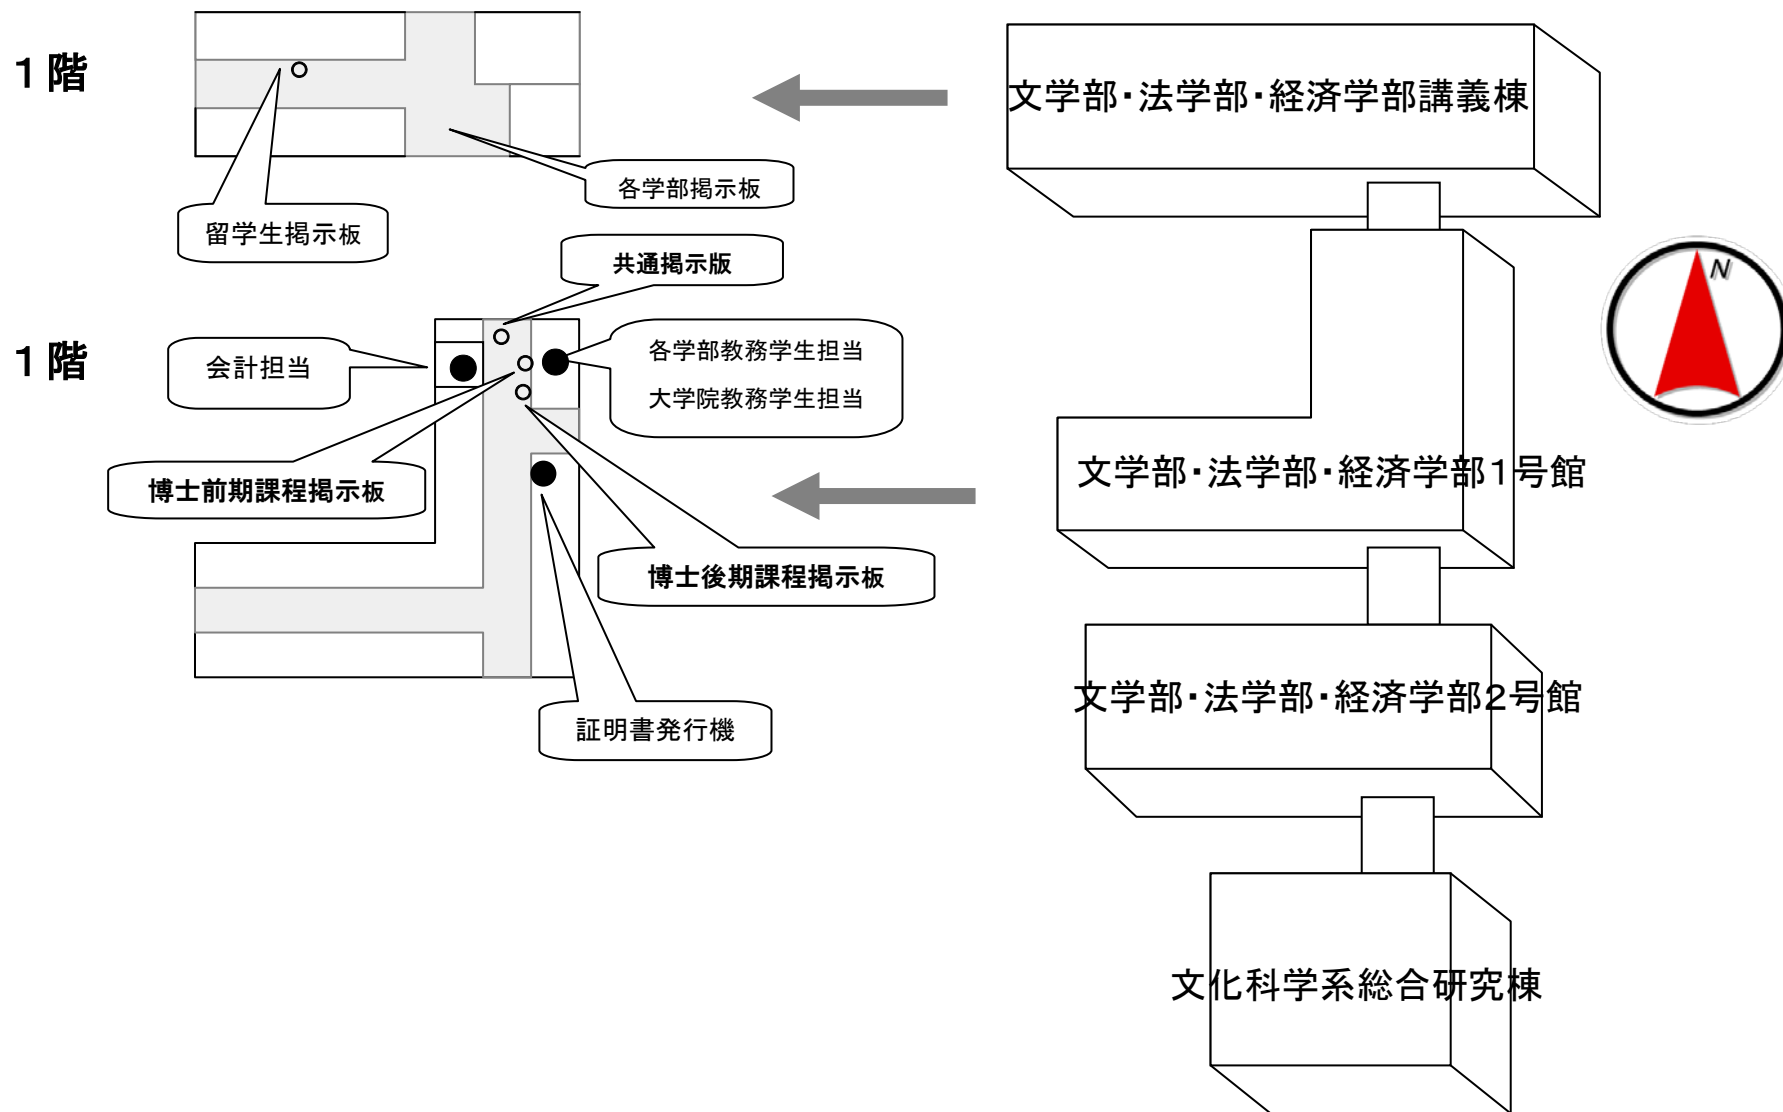 1階
各学部掲示板
留学生掲示板
共通掲示版
1階
会計担当
各学部教務学生担当
大学院教務学生担当
博士前期課程掲示板
博士後期課程掲示板
証明書発行機
文学部・法学部・経済学部講義棟
N
文学部・法学部・経済学部1号館
文学部・法学部・経済学部2号館
文化科学系総合研究棟